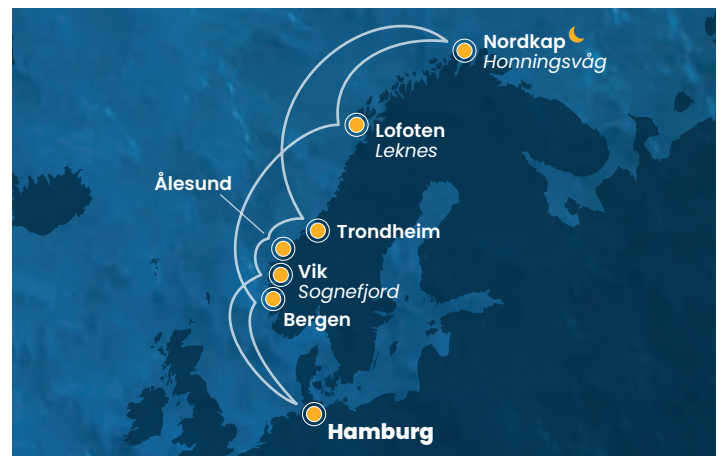 Nordkap
Honningsvåg
Lofoten
Leknes
Ålesund
Trondheim
Vik
Sognefjord
Bergen
Hamburg